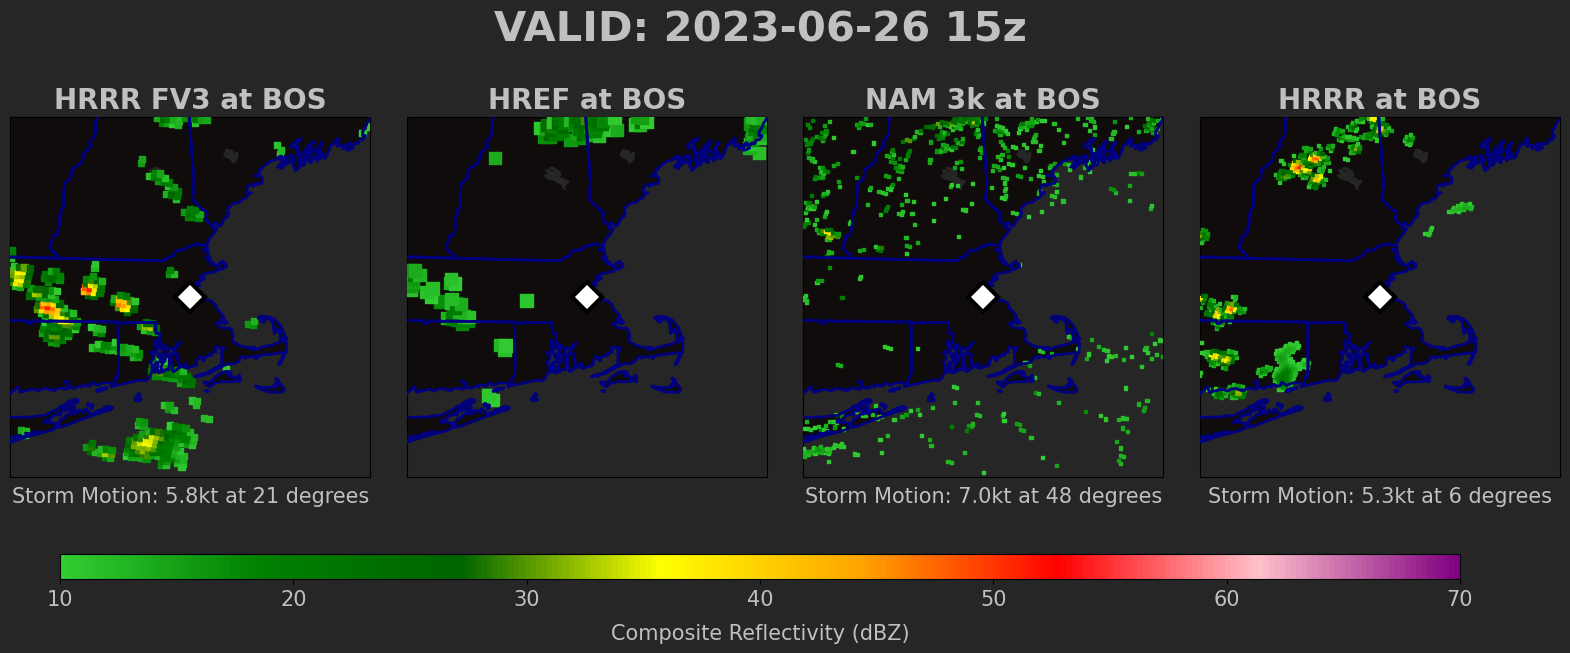 VALID: 2023-06-26 15z
HRRR FV3 at BOS
HREF at BOS
NAM 3k at BOS
HRRR at BOS
Storm Motion: 5.8kt at 21 degrees
Storm Motion: 7.0kt at 48 degrees
Storm Motion: 5.3kt at 6 degrees
10 20 30 40 50 60 70
Composite Reflectivity (dBZ)